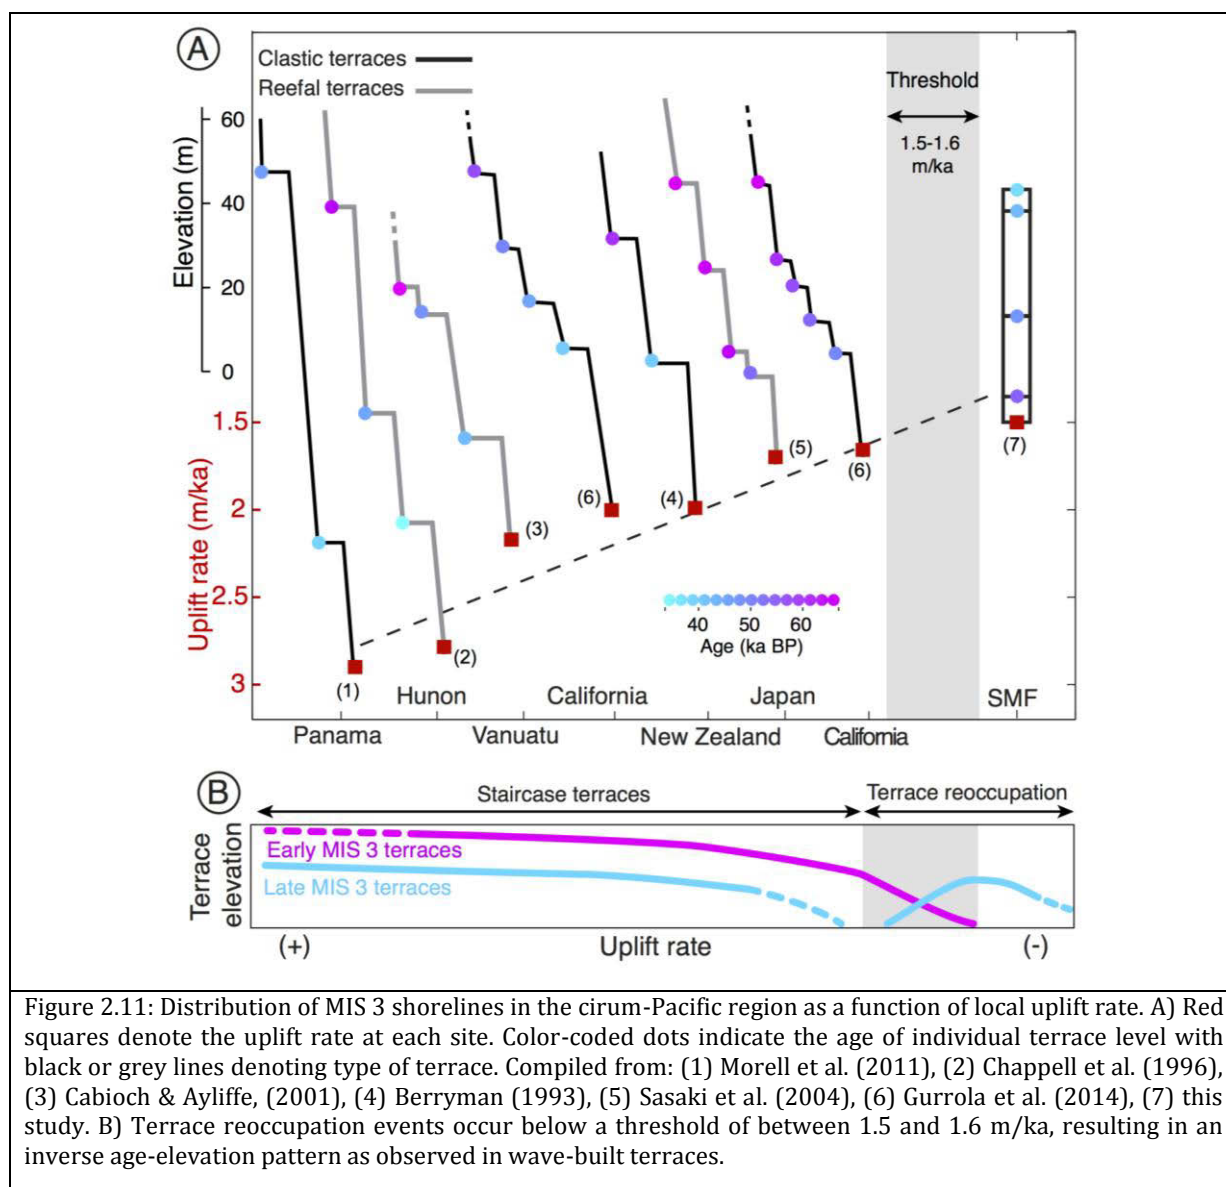 A
Clastic terraces
Reefal terraces
Threshold
1.5-1.6
m/ka
Elevation (m)
60
40
20
0
Uplift rate (m/ka)
1.5
2
2.5
3
(1)
(2)
(3)
(6)
(4)
(5)
(6)
(7)
40 50 60
Age (ka BP)
Hunon California Japan SMF
Panama Vanuatu New Zealand California
B
Staircase terraces Terrace reoccupation
Terrace
elevation
Early MIS 3 terraces
Late MIS 3 terraces
(+) Uplift rate (-)
Figure 2.11: Distribution of MIS 3 shorelines in the cirum-Pacific region as a function of local uplift rate. A) Red
squares denote the uplift rate at each site. Color-coded dots indicate the age of individual terrace level with
black or grey lines denoting type of terrace. Compiled from: (1) Morell et al. (2011), (2) Chappell et al. (1996),
(3) Cabioch & Ayliffe, (2001), (4) Berryman (1993), (5) Sasaki et al. (2004), (6) Gurrola et al. (2014), (7) this
study. B) Terrace reoccupation events occur below a threshold of between 1.5 and 1.6 m/ka, resulting in an
inverse age-elevation pattern as observed in wave-built terraces.